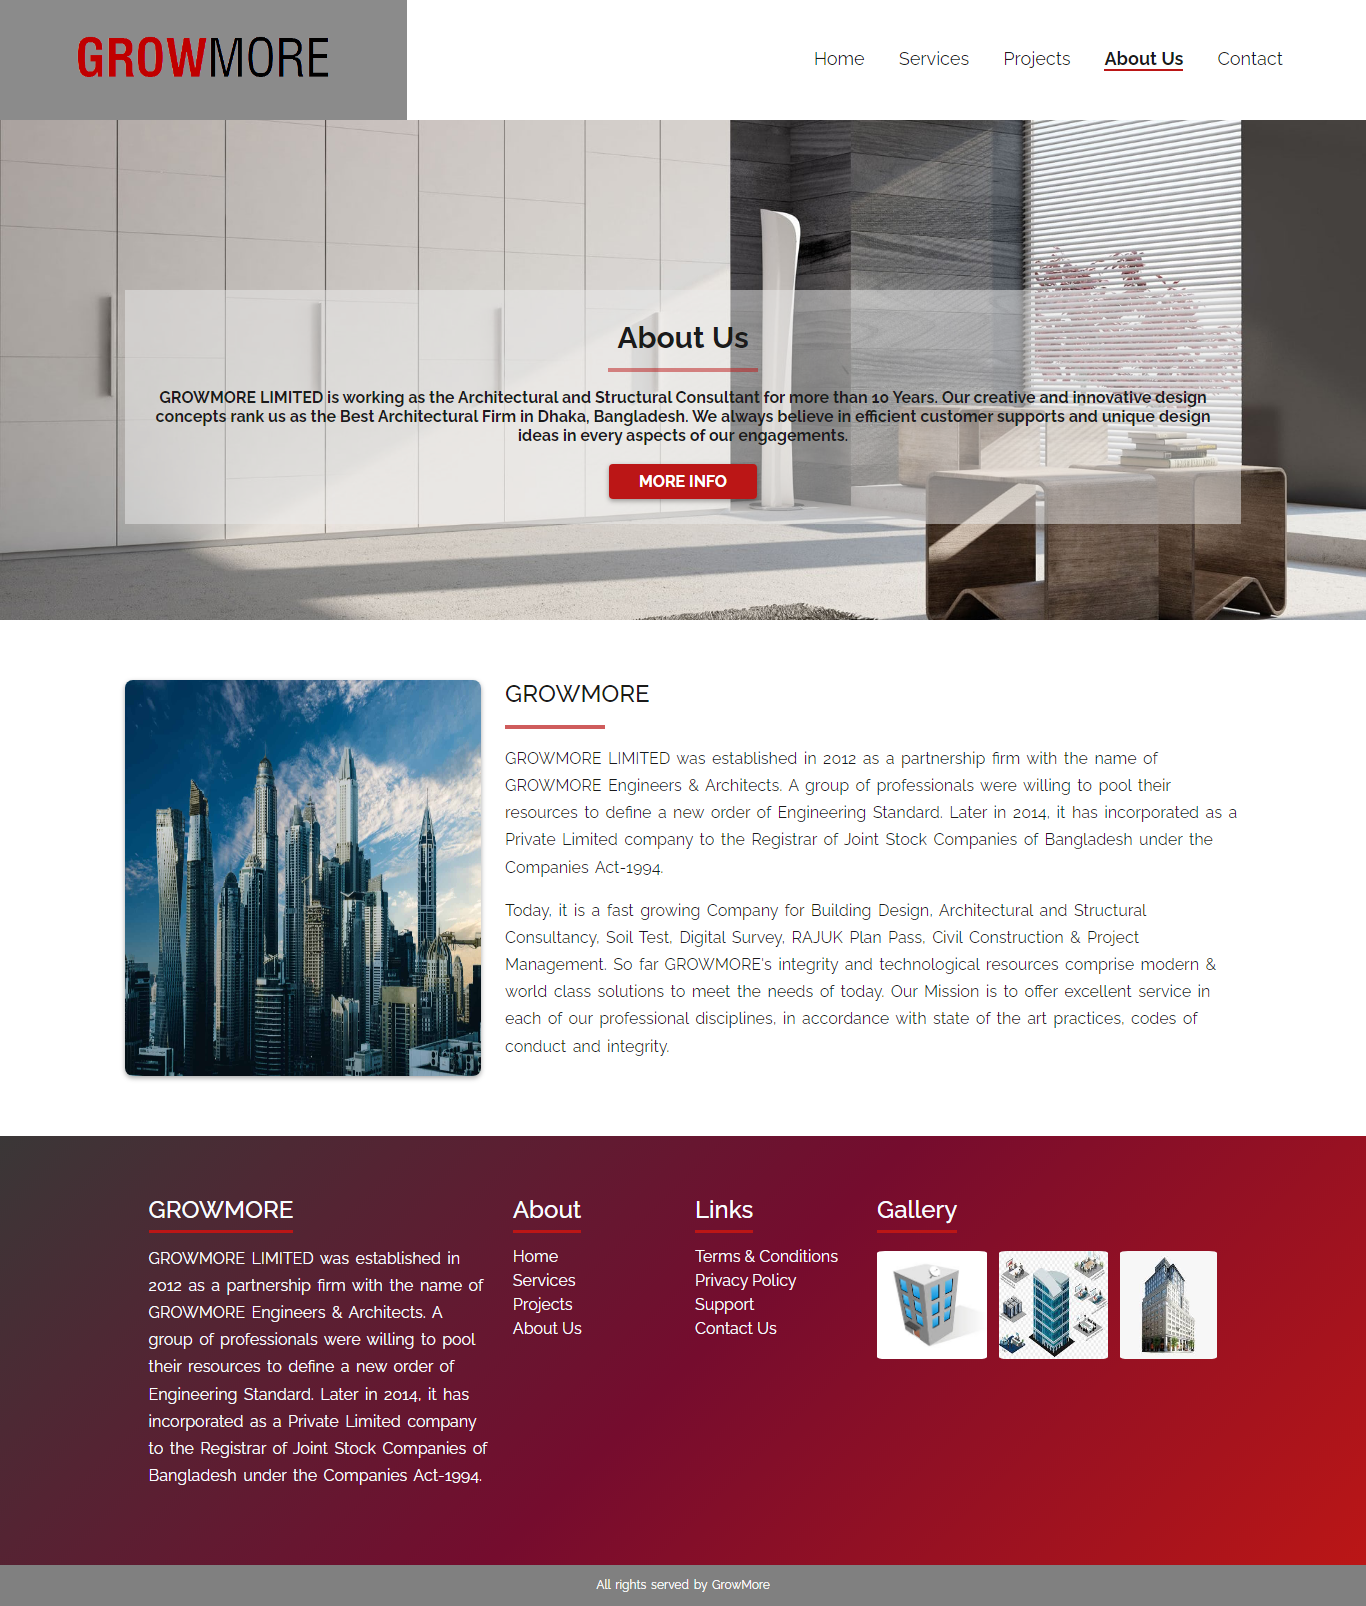 GROWMORE
Home Services Projects About Us Contact
About Us
GROWMORE LIMITED is working as the Architectural and Structural Consultant for more than 10 Years. Our creative and innovative design
concepts rank us as the Best Architectural Firm in Dhaka, Bangladesh. We always believe in efficient customer supports and unique design
ideas in every aspects of our engagements.
MORE INFO
GROWMORE
GROWMORE LIMITED was established in 2012 as a partnership firm with the name of
GROWMORE Engineers & Architects. A group of professionals were willing to pool their
resources to define a new order of Engineering Standard. Later in 2014, it has incorporated as a
Private Limited company to the Registrar of Joint Stock Companies of Bangladesh under the
Companies Act-1994.
Today, it is a fast growing Company for Building Design, Architectural and Structural
Consultancy, Soil Test, Digital Survey, RAJUK Plan Pass, Civil Construction & Project
Management. So far GROWMORE's integrity and technological resources comprise modern &
world class solutions to meet the needs of today. Our Mission is to offer excellent service in
each of our professional disciplines, in accordance with state of the art practices, codes of
conduct and integrity.
GROWMORE
GROWMORE LIMITED was established in
2012 as a partnership firm with the name of
GROWMORE Engineers & Architects. A
group of professionals were willing to pool
their resources to define a new order of
Engineering Standard. Later in 2014, it has
incorporated as a Private Limited company
to the Registrar of Joint Stock Companies of
Bangladesh under the Companies Act-1994.
About
Home
Services
Projects
About Us
Links
Terms & Conditions
Privacy Policy
Support
Contact Us
Gallery
All rights served by GrowMore